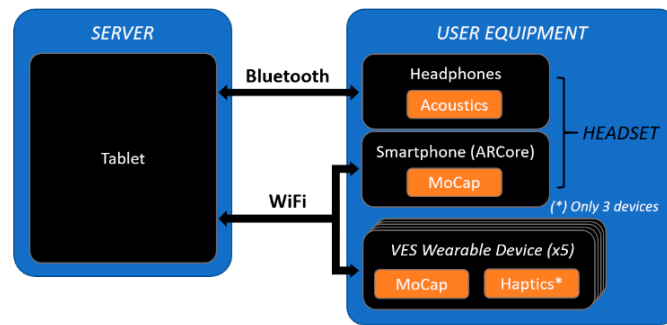 SERVER
Tablet
Bluetooth
WiFi
USER EQUIPMENT
Headphones
Acoustics
Smartphone (ARCore)
MoCap
HEADSET
(*) Only 3 devices
VES Wearable Device (x5)
MoCap Haptics*